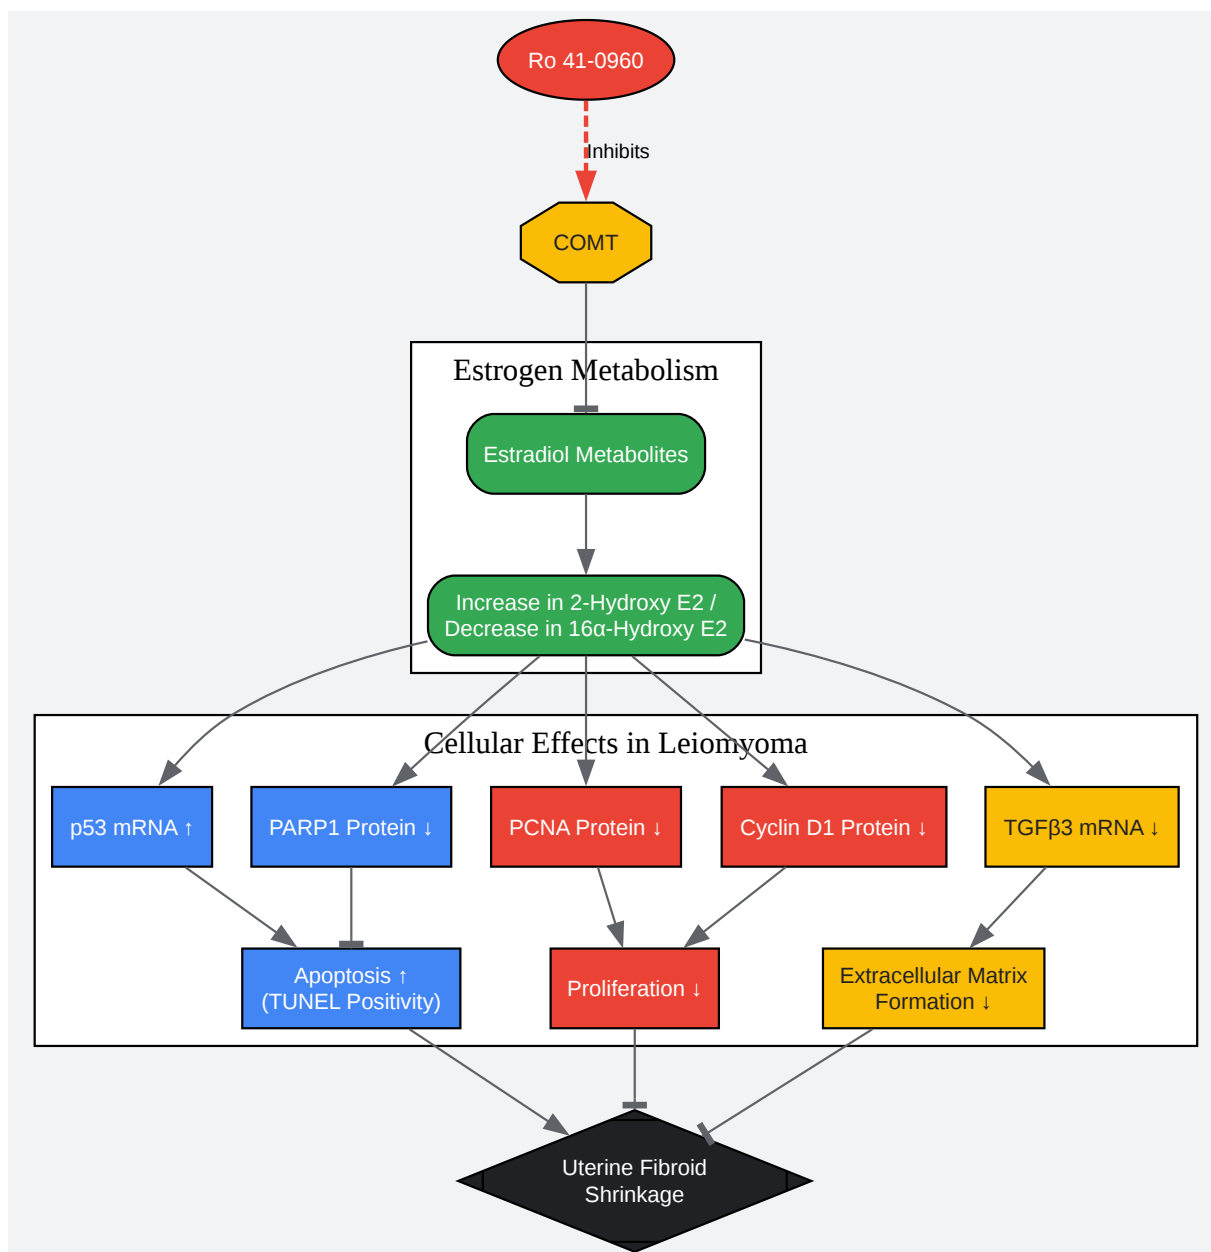 Ro 41-0960
Inhibits
COMT
Estrogen Metabolism
Estradiol Metabolites
Increase in 2-Hydroxy E2 /
Decrease in 16α-Hydroxy E2
Cellular Effects in Leiomyoma
p53 mRNA ↑
PARP1 Protein ↓
PCNA Protein ↓
Cyclin D1 Protein ↓
TGFβ3 mRNA ↓
Apoptosis ↑
(TUNEL Positivity)
Proliferation ↓
Extracellular Matrix
Formation ↓
Uterine Fibroid
Shrinkage